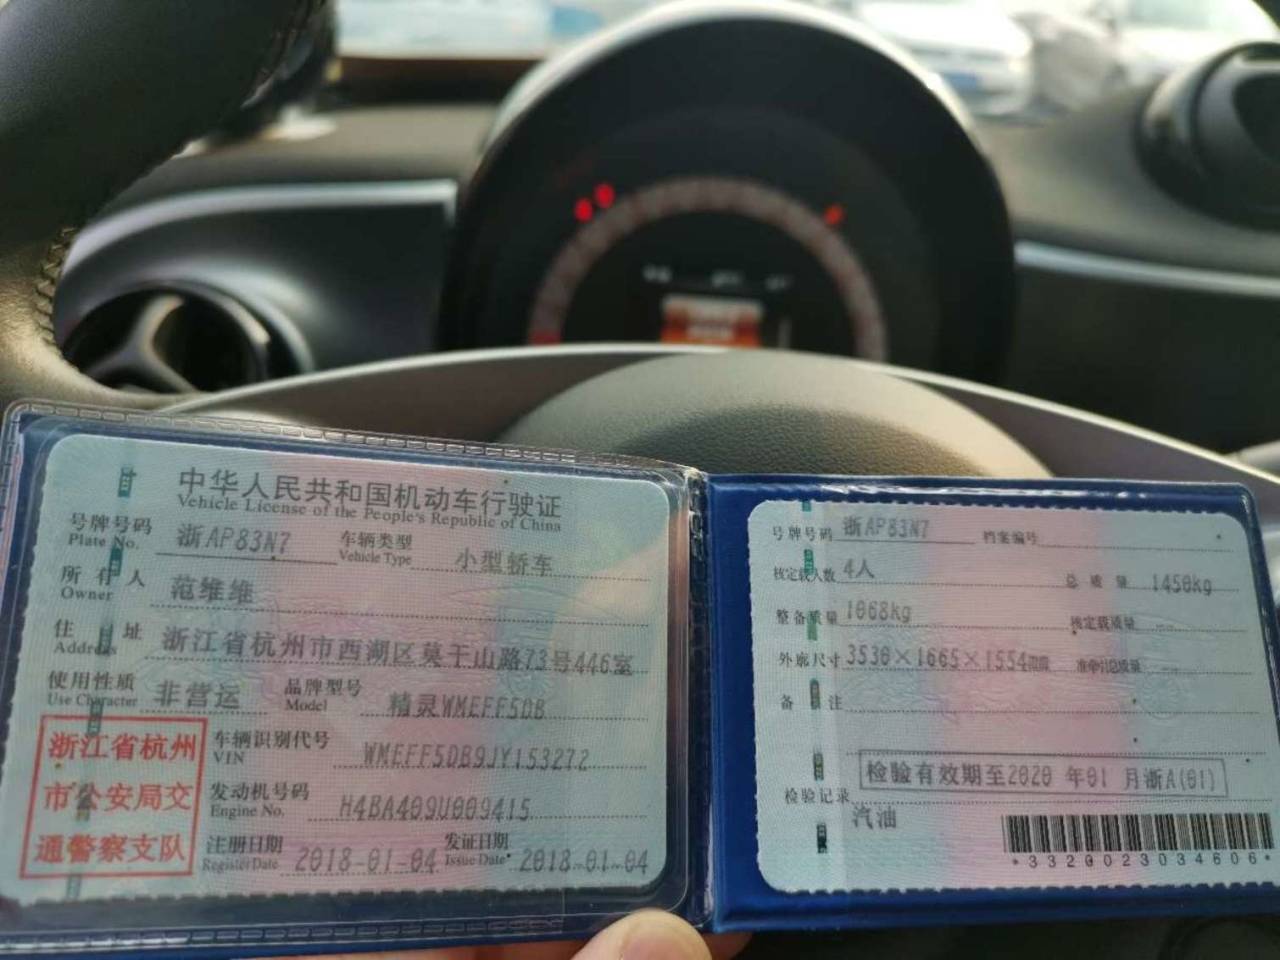 中华人民共和国机动车行驶证
Vehicle License of the People's Republic of China
号牌号码 浙AP83N7 车辆类型 小型轿车
Plate No. Vehicle Type
所有人 范维维
Owner
住址 浙江省杭州市西湖区莫干山路73号446室
Address
使用性质 非营运 品牌型号 精灵WMEFF5DB
Use Character Model
浙江省杭州市公安局交通警察支队
车辆识别代号 WMEFF5DB9JY153272
VIN
发动机号码 H4BA409U009415
Engine No.
注册日期 2018-01-04 发证日期 2018-01-04
Register Date Issue Date
号牌号码 浙AP83N7 档案编号
核定载人数 4人 总质量 1450kg
整备质量 1068kg 核定载质量 --
外廓尺寸 3530×1665×1554mm 准牵引总质量 --
备注
检验有效期至2020年01月浙A(01)
检验记录
汽油
*3320023034606*